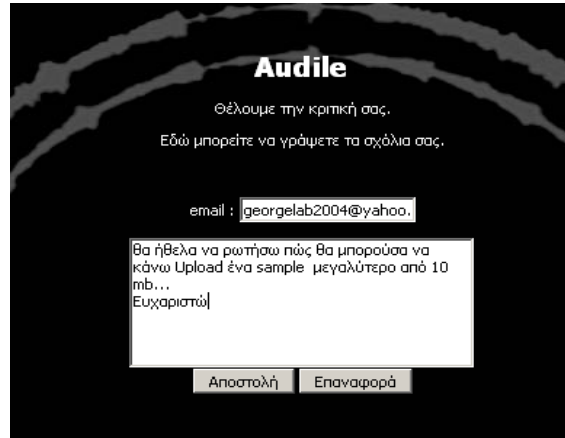 Audile
Θέλουμε την κριτική σας.
Εδώ μπορείτε να γράψετε τα σχόλια σας.
email : georgelab2004@yahoo.
θα ήθελα να ρωτήσω πώς θα μπορούσα να
κάνω Upload ένα sample μεγαλύτερο από 10
mb...
Ευχαριστώ
Αποστολή Επαναφορά